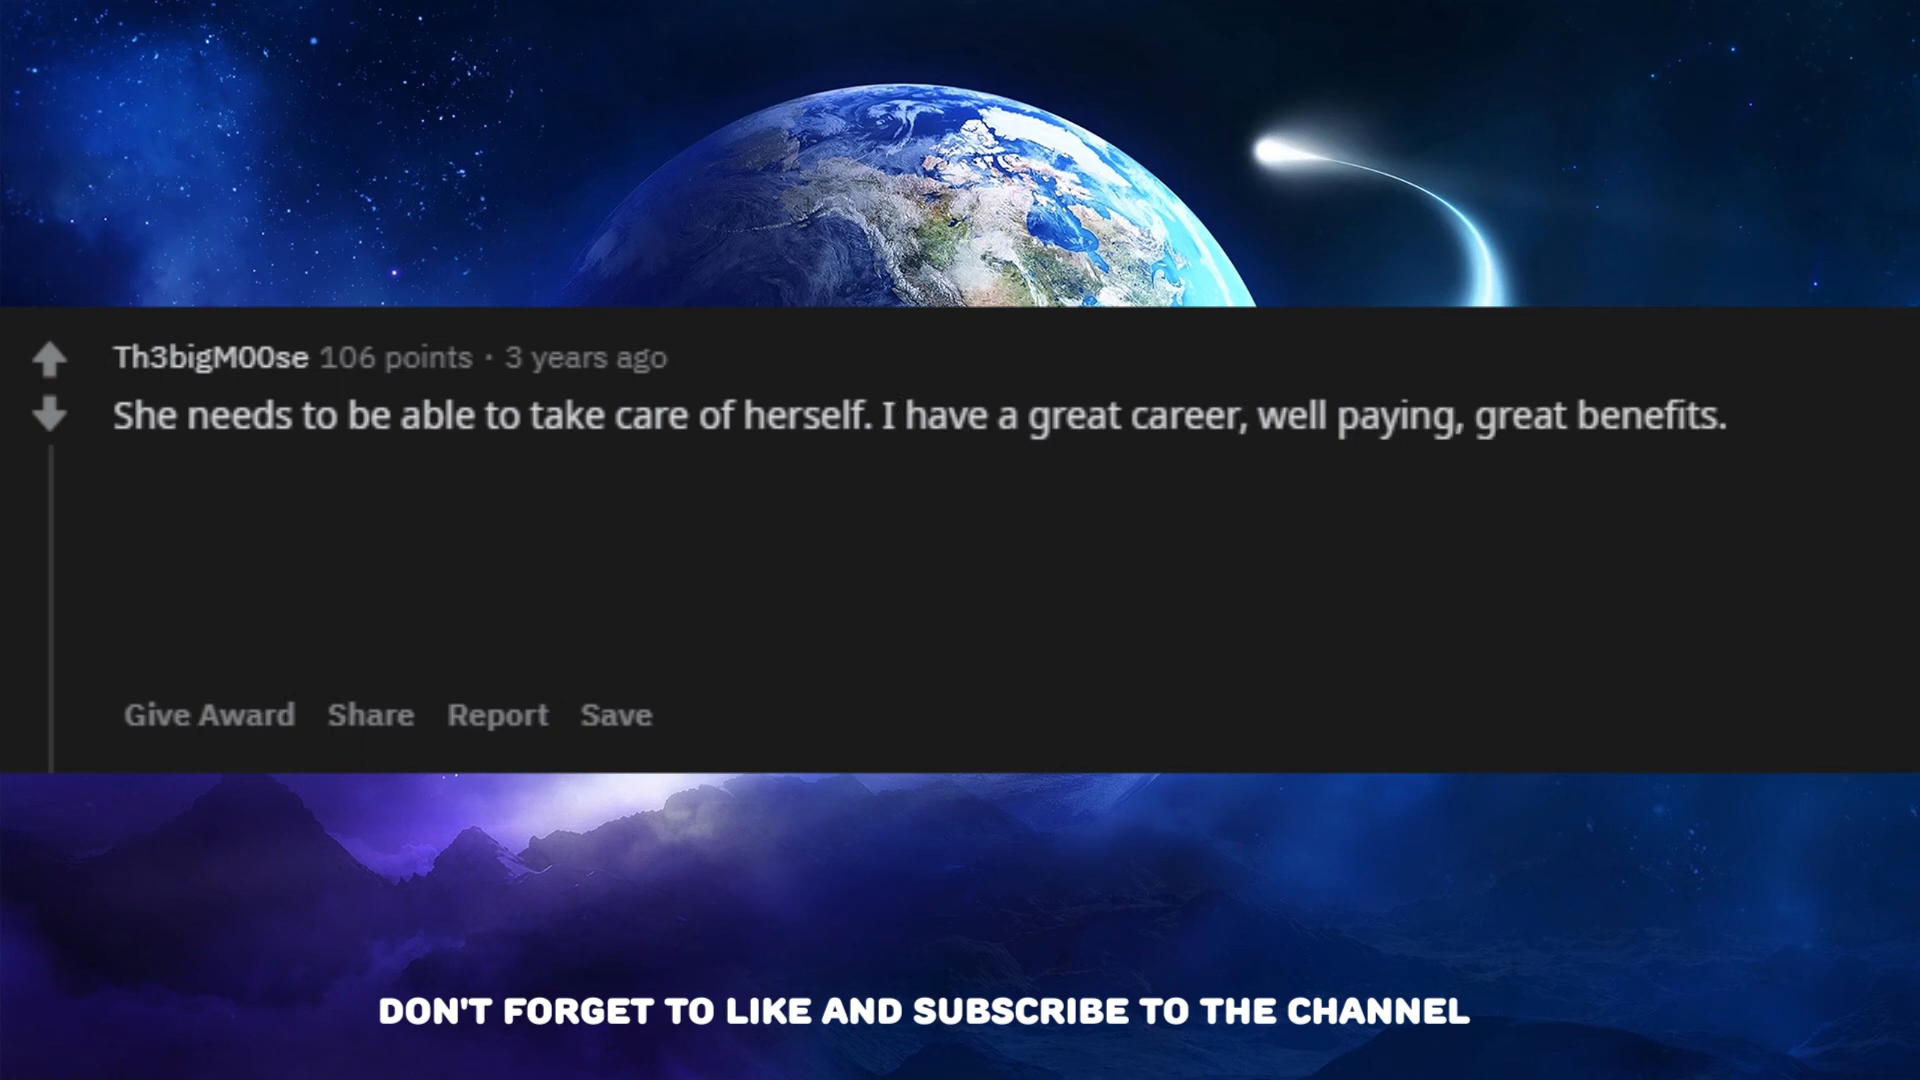 Th3bigM00se 106 points · 3 years ago
She needs to be able to take care of herself. I have a great career, well paying, great benefits.
Give Award Share Report Save
DON'T FORGET TO LIKE AND SUBSCRIBE TO THE CHANNEL